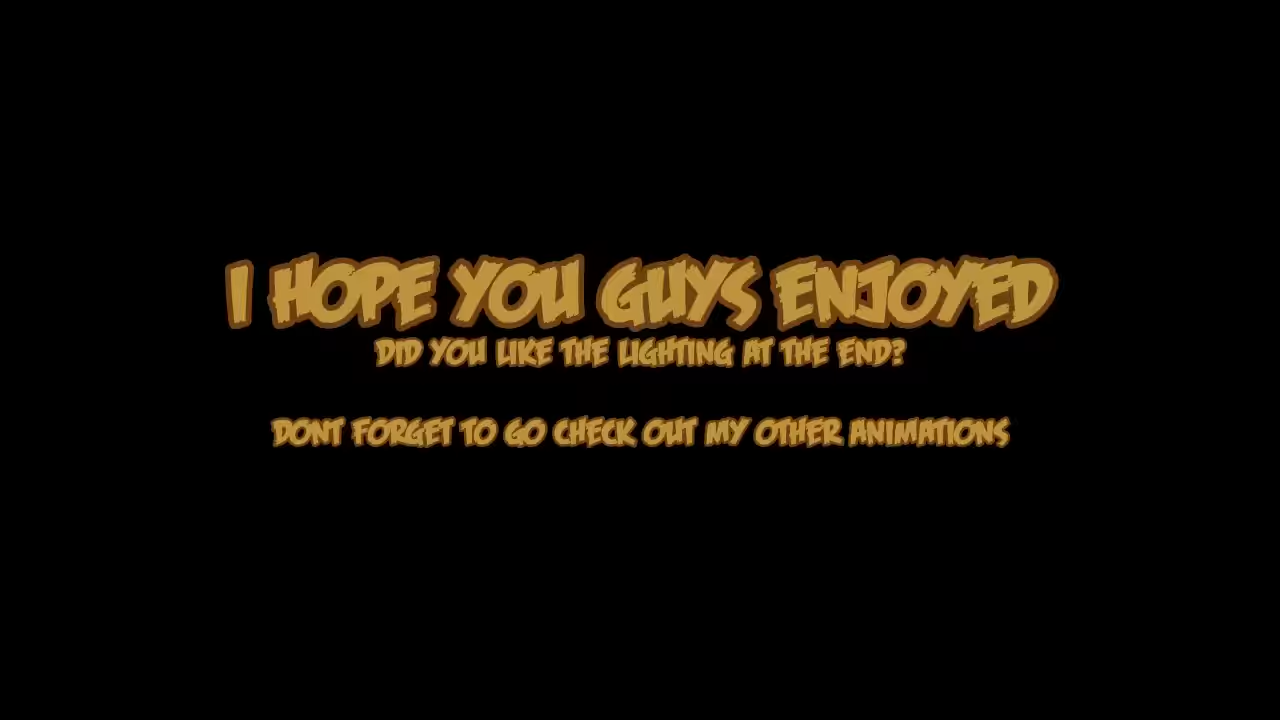 I HOPE YOU GUYS ENJOYED
DID YOU LIKE THE LIGHTING AT THE END?
DONT FORGET TO GO CHECK OUT MY OTHER ANIMATIONS